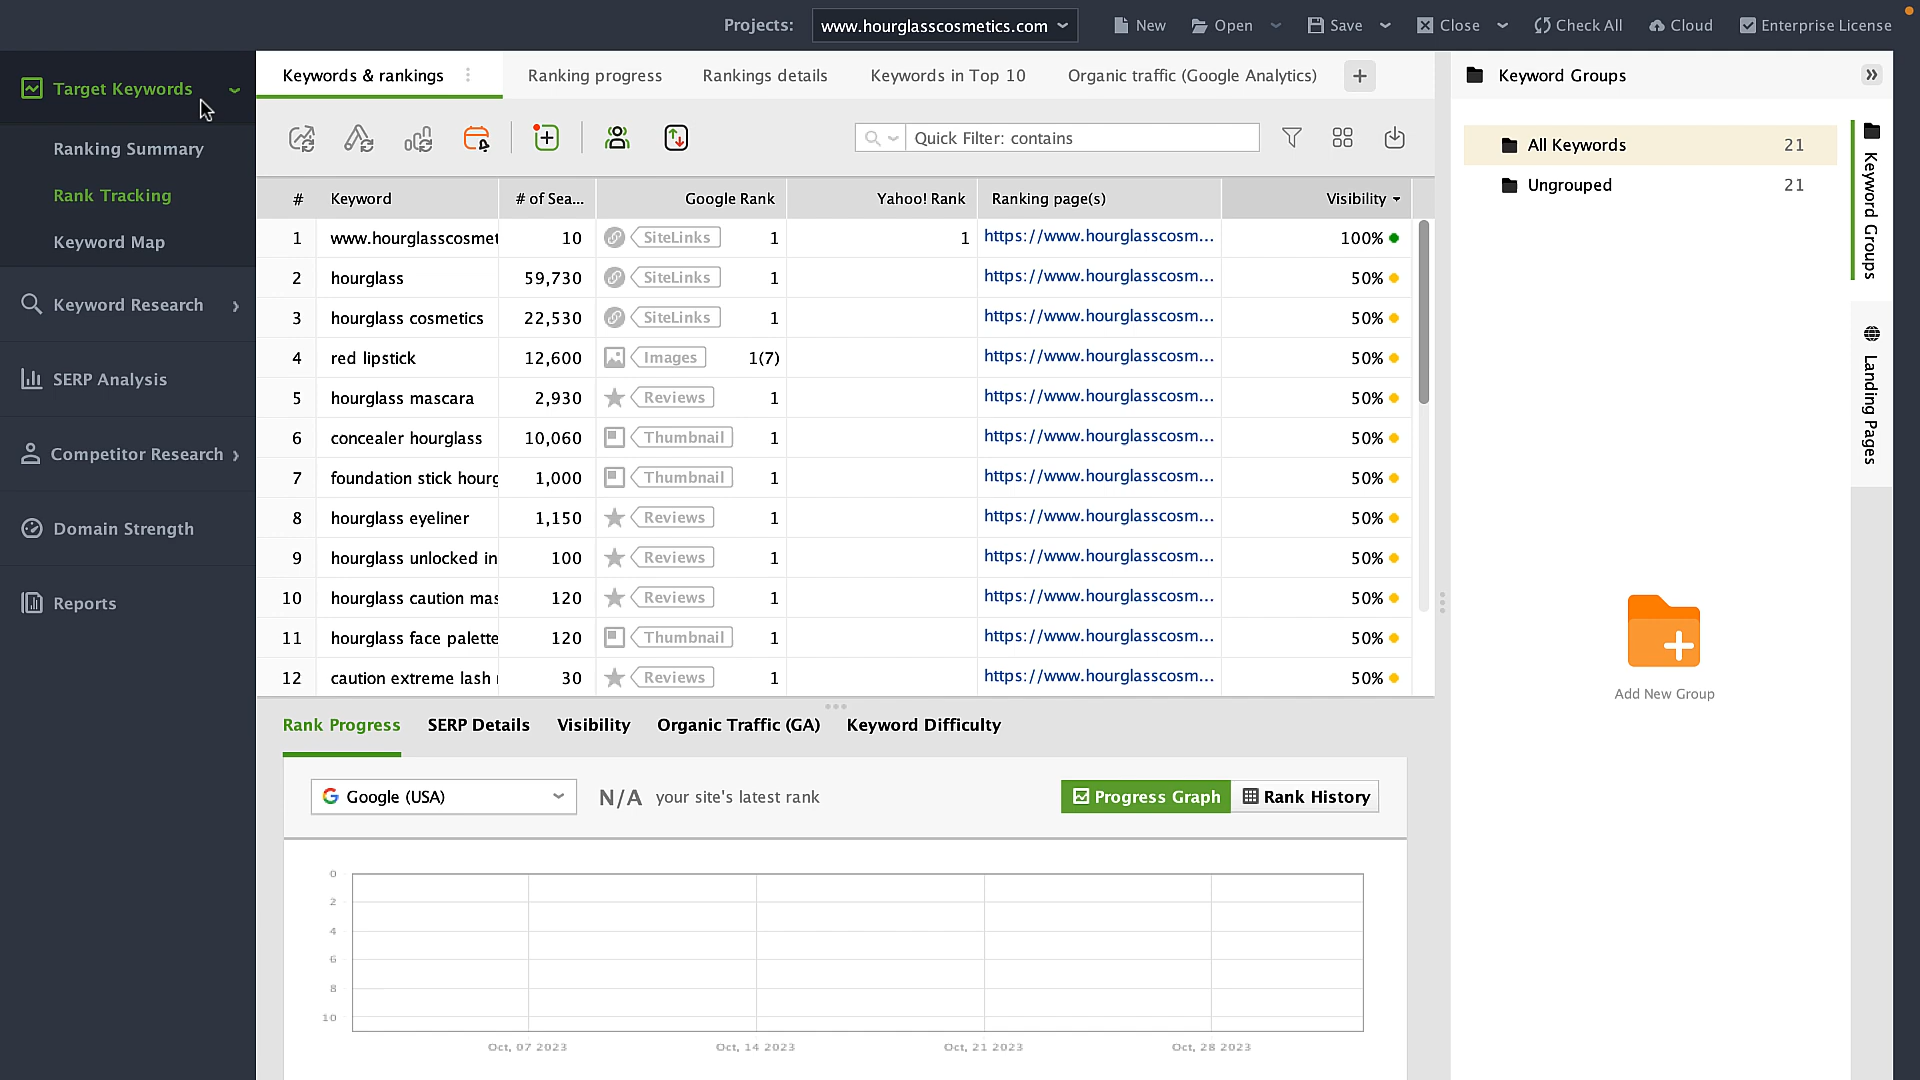 Projects: www.hourglasscosmetics.com New Open Save Close Check All Cloud Enterprise License
Target Keywords
Ranking Summary
Rank Tracking
Keyword Map
Keyword Research
SERP Analysis
Competitor Research
Domain Strength
Reports
Keywords & rankings Ranking progress Rankings details Keywords in Top 10 Organic traffic (Google Analytics)
Quick Filter: contains
# Keyword # of Sea... Google Rank Yahoo! Rank Ranking page(s) Visibility
1 www.hourglasscosmet 10 SiteLinks 1 1 https://www.hourglasscosm... 100%
2 hourglass 59,730 SiteLinks 1 https://www.hourglasscosm... 50%
3 hourglass cosmetics 22,530 SiteLinks 1 https://www.hourglasscosm... 50%
4 red lipstick 12,600 Images 1(7) https://www.hourglasscosm... 50%
5 hourglass mascara 2,930 Reviews 1 https://www.hourglasscosm... 50%
6 concealer hourglass 10,060 Thumbnail 1 https://www.hourglasscosm... 50%
7 foundation stick hourg 1,000 Thumbnail 1 https://www.hourglasscosm... 50%
8 hourglass eyeliner 1,150 Reviews 1 https://www.hourglasscosm... 50%
9 hourglass unlocked in 100 Reviews 1 https://www.hourglasscosm... 50%
10 hourglass caution mas 120 Reviews 1 https://www.hourglasscosm... 50%
11 hourglass face palette 120 Thumbnail 1 https://www.hourglasscosm... 50%
12 caution extreme lash 30 Reviews 1 https://www.hourglasscosm... 50%
Rank Progress SERP Details Visibility Organic Traffic (GA) Keyword Difficulty
Google (USA) N/A your site's latest rank Progress Graph Rank History
0
2
4
6
8
10
Oct, 07 2023 Oct, 14 2023 Oct, 21 2023 Oct, 28 2023
Keyword Groups
All Keywords 21
Ungrouped 21
Add New Group
Keyword Groups
Landing Pages